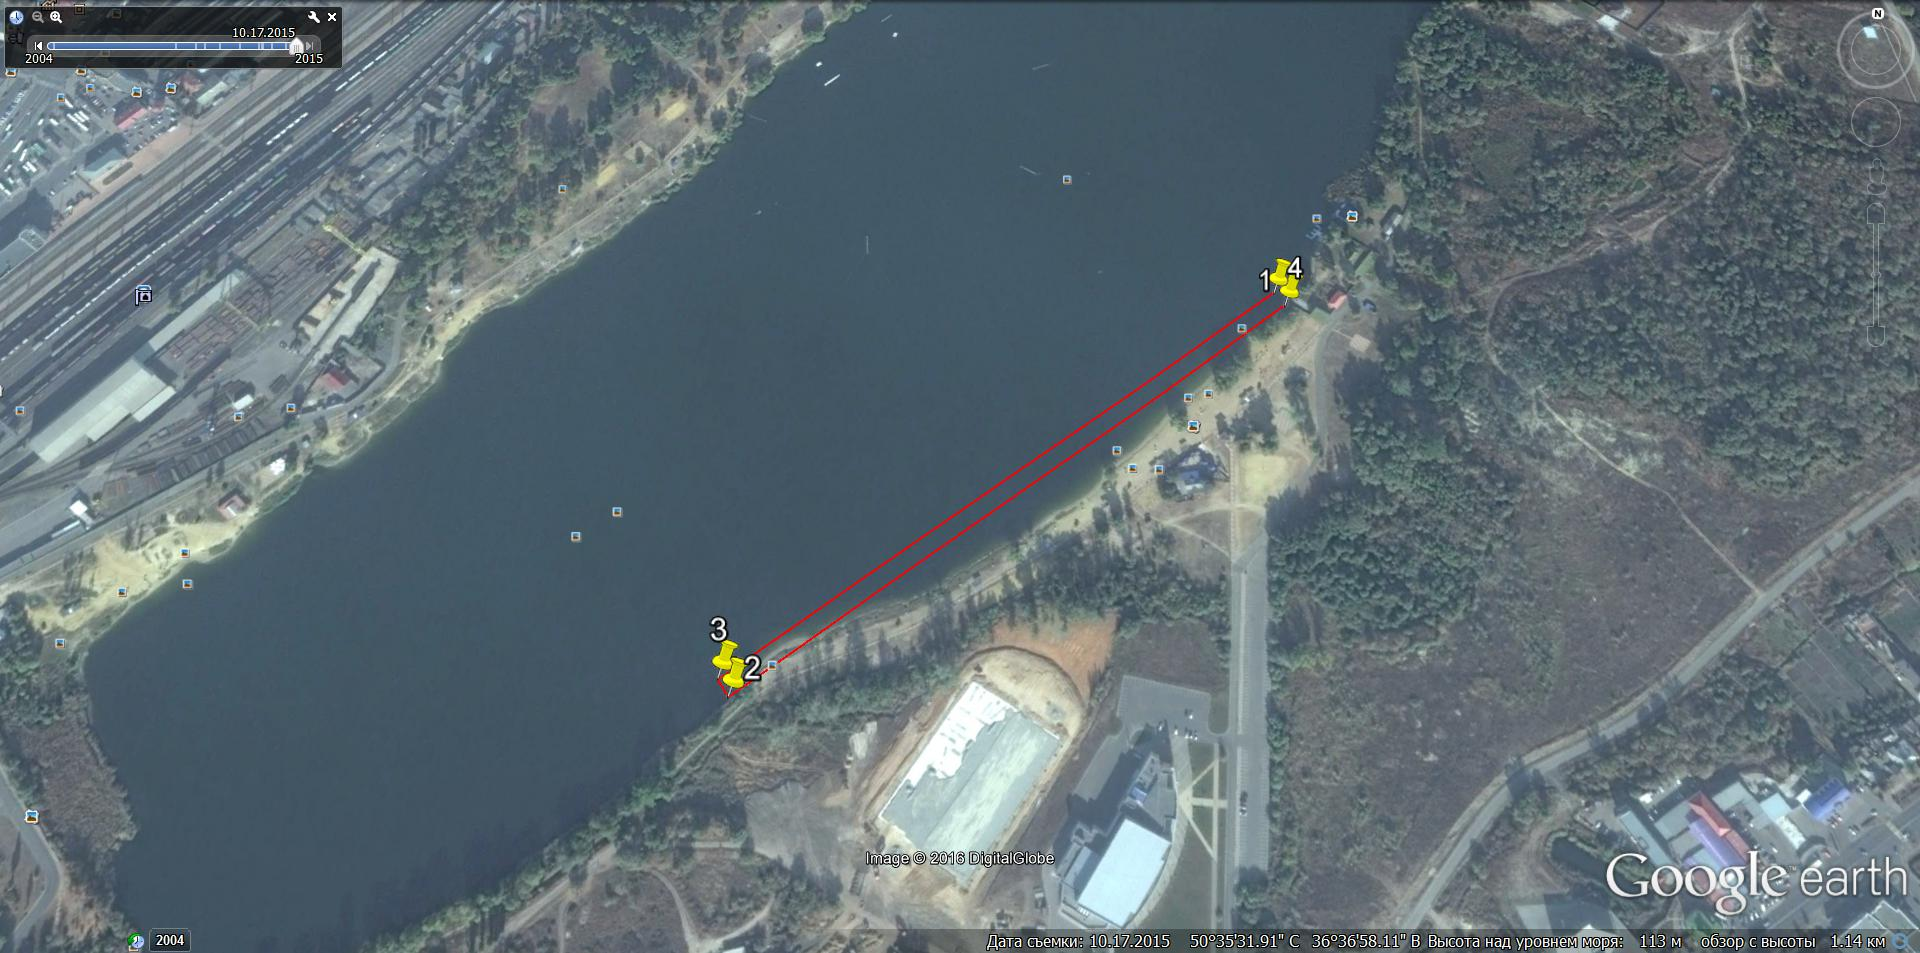 10.17.2015
2004
2015
N
1
4
3
2
Image © 2016 DigitalGlobe
Google™ earth
2004
Дата съемки: 10.17.2015 50°35'31.91" С 36°36'58.11" В Высота над уровнем моря: 113 м обзор с высоты 1.14 км